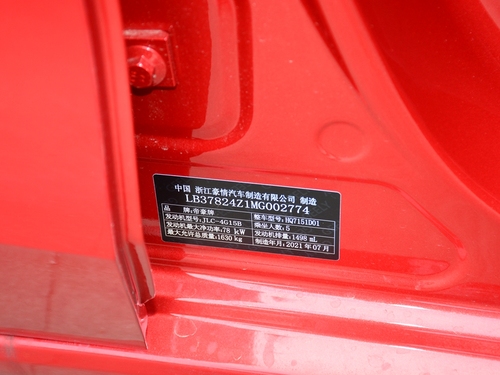 中国 浙江豪情汽车制造有限公司 制造
LB37824Z1MG002774
品 牌:帝豪牌 整车型号:HQ7151D01
发动机型号:JLC-4G15B 乘坐人数:5
发动机最大净功率:78 kW 发动机排量:1498 mL
最大允许总质量:1630 kg 制造年月:2021 年 07 月